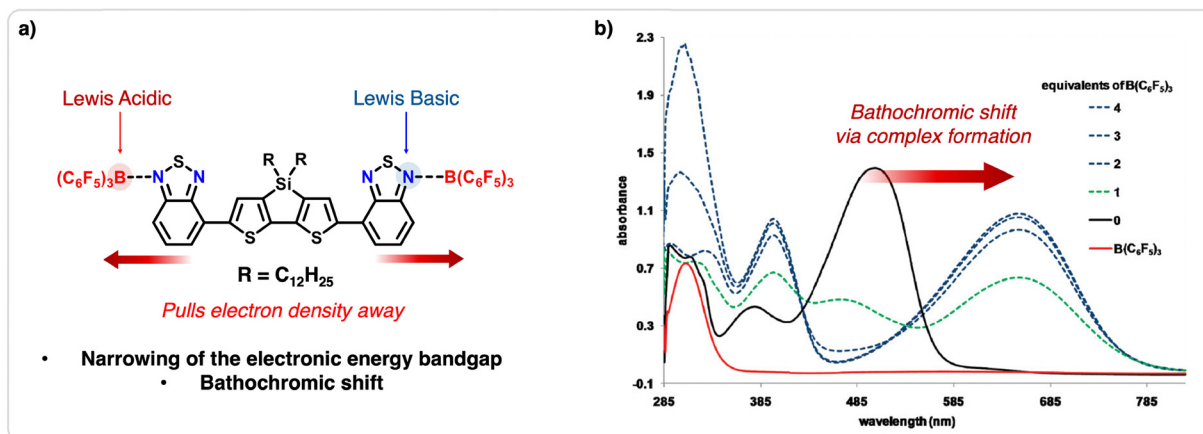 a)
Lewis Acidic
Lewis Basic
R R
S
S
(C₆F₅)₃B
N
N
Si
N
N
B(C₆F₅)₃
S
S
R = C₁₂H₂₅
Pulls electron density away
• Narrowing of the electronic energy bandgap
• Bathochromic shift
b)
2.3
1.9
1.5
1.1
0.7
0.3
-0.1
absorbance
285
385
485
585
685
785
wavelength (nm)
Bathochromic shift
via complex formation
equivalents of B(C₆F₅)₃
4
3
2
1
0
B(C₆F₅)₃